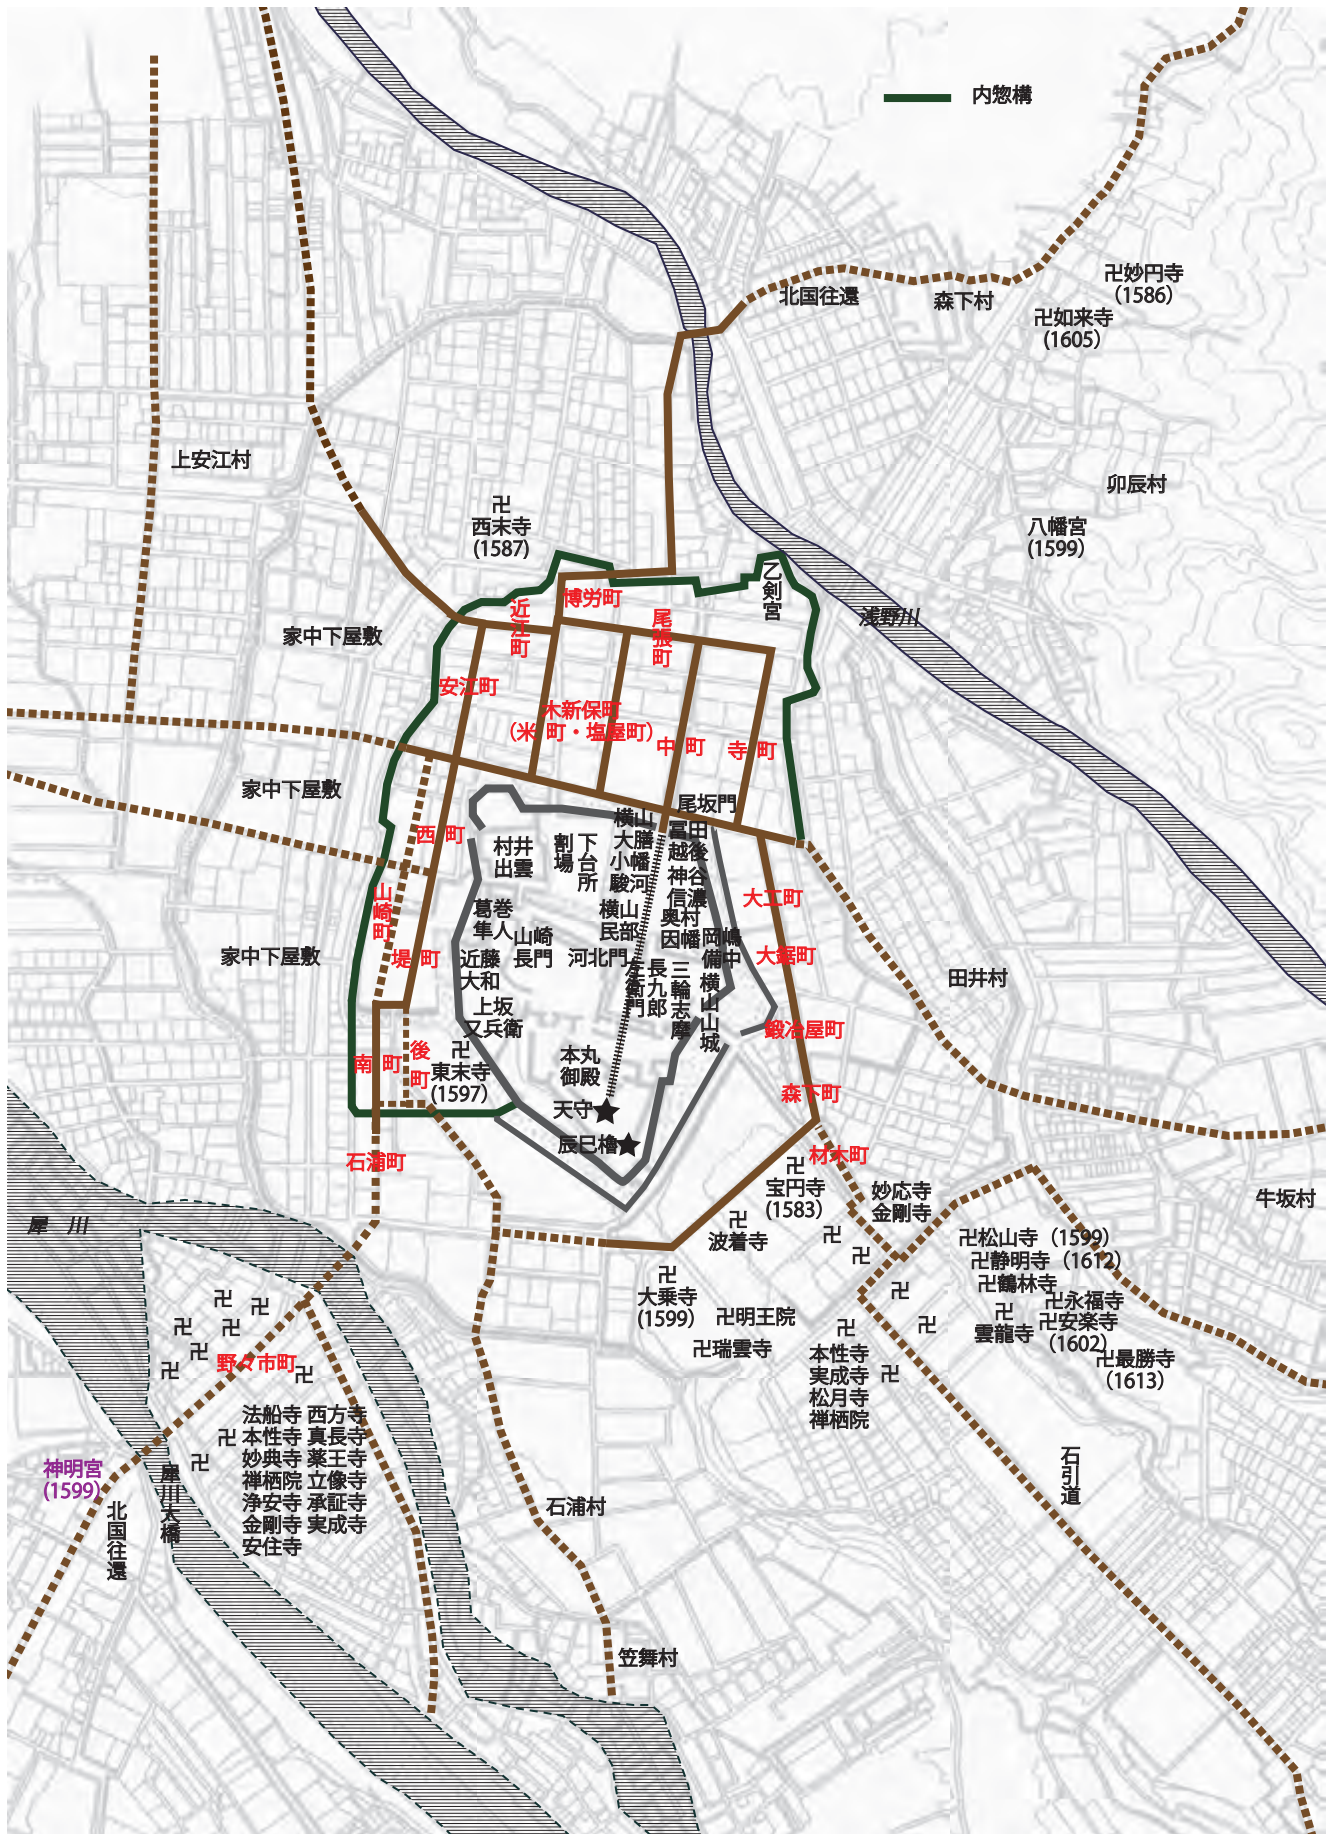 内惣構
卍妙円寺
（1586）
北国往還
森下村
卍如来寺
(1605）
上安江村
卯辰村
卍
西末寺
(1587)
八幡宮
(1599）
乙剣宮
博労町
近江町
尾張町
浅野川
家中下屋敷
安江町
木新保町
（米 町・塩屋町）
中 町
寺 町
家中下屋敷
尾坂門
西 町
村井
出雲
割場
下台所
横山
大膳
小幡
駿河
冨田
越後
神谷
信濃
奥村
因幡
山崎町
葛巻
隼人
山崎
長門
横山
民部
大工町
岡嶋
備中
家中下屋敷
堤 町
近藤
大和
河北門
左衛門
長九郎
三輪志摩
横山山城
大鋸町
田井村
上坂
又兵衛
鍛冶屋町
南 町
後町
卍
東末寺
(1597）
本丸
御殿
森下町
天守★
辰巳櫓★
石浦町
材木町
卍
宝円寺
(1583）
妙応寺
金剛寺
牛坂村
犀 川
卍
波着寺
卍
卍
卍松山寺（1599）
卍静明寺（1612）
卍鶴林寺
卍
大乗寺
(1599）
卍
卍永福寺
卍
雲龍寺
卍安楽寺
（1602）
卍明王院
卍
卍瑞雲寺
卍最勝寺
（1613）
卍
本性寺
実成寺
松月寺
禅栖院
卍
卍
卍
卍
卍
卍
卍
野々市町
卍
法船寺 西方寺
卍
本性寺 真長寺
妙典寺 薬王寺
卍
禅栖院 立像寺
浄安寺 承証寺
金剛寺 実成寺
安住寺
神明宮
(1599）
犀川大橋
北国往還
石引道
石浦村
笠舞村